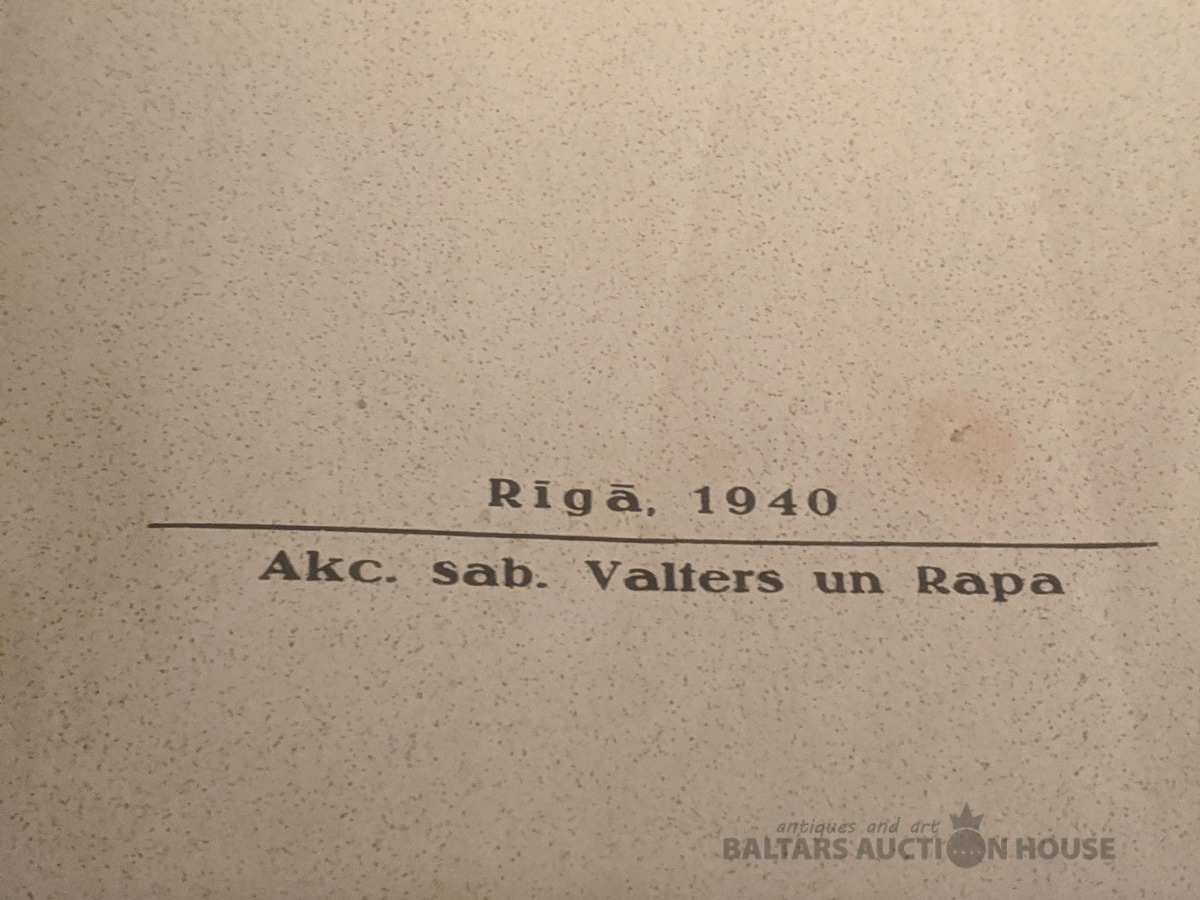 Rīgā, 1940
Akc. sab. Valters un Rapa
antiques and art
BALTARS AUCTION HOUSE